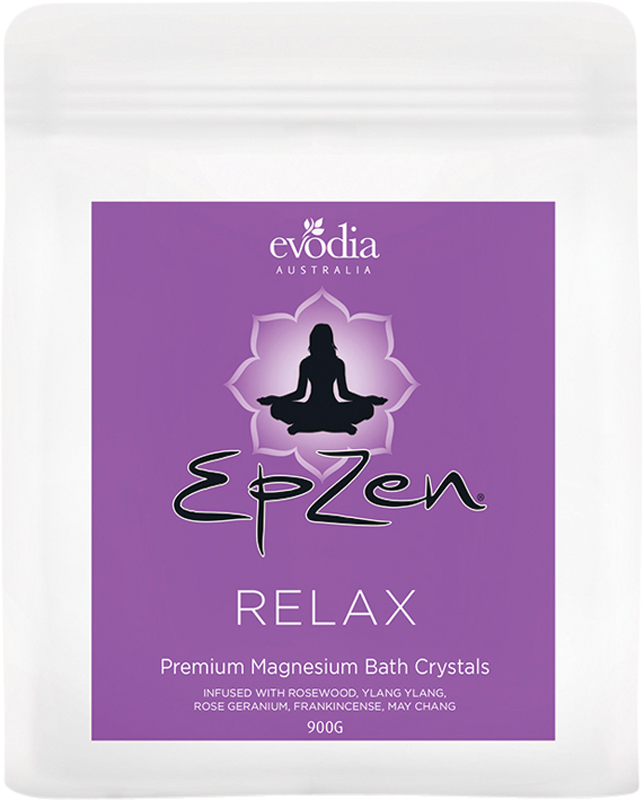 evodia
AUSTRALIA
EpZen®
RELAX
Premium Magnesium Bath Crystals
INFUSED WITH ROSEWOOD, YLANG YLANG,
ROSE GERANIUM, FRANKINCENSE, MAY CHANG
900G